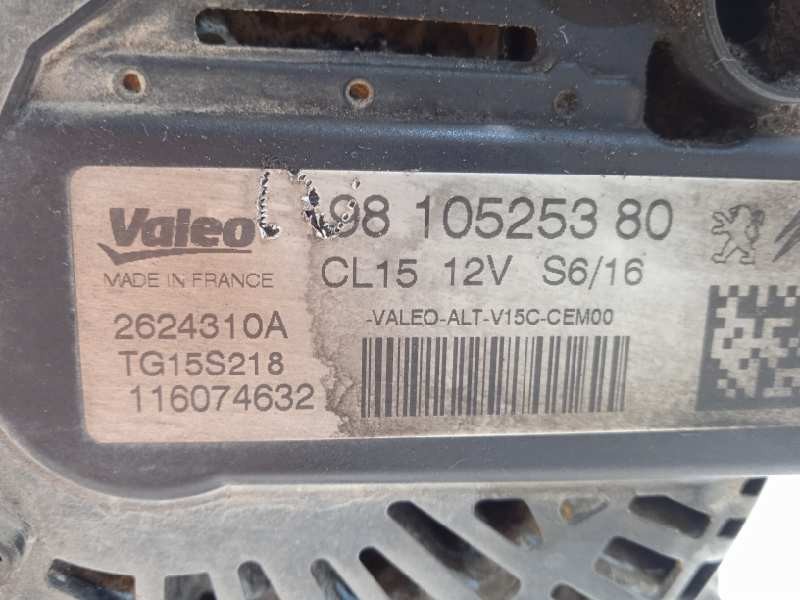 Valeo 98 105253 80
MADE IN FRANCE CL15 12V S6/16
2624310A -VALEO-ALT-V15C-CEM00
TG15S218
116074632